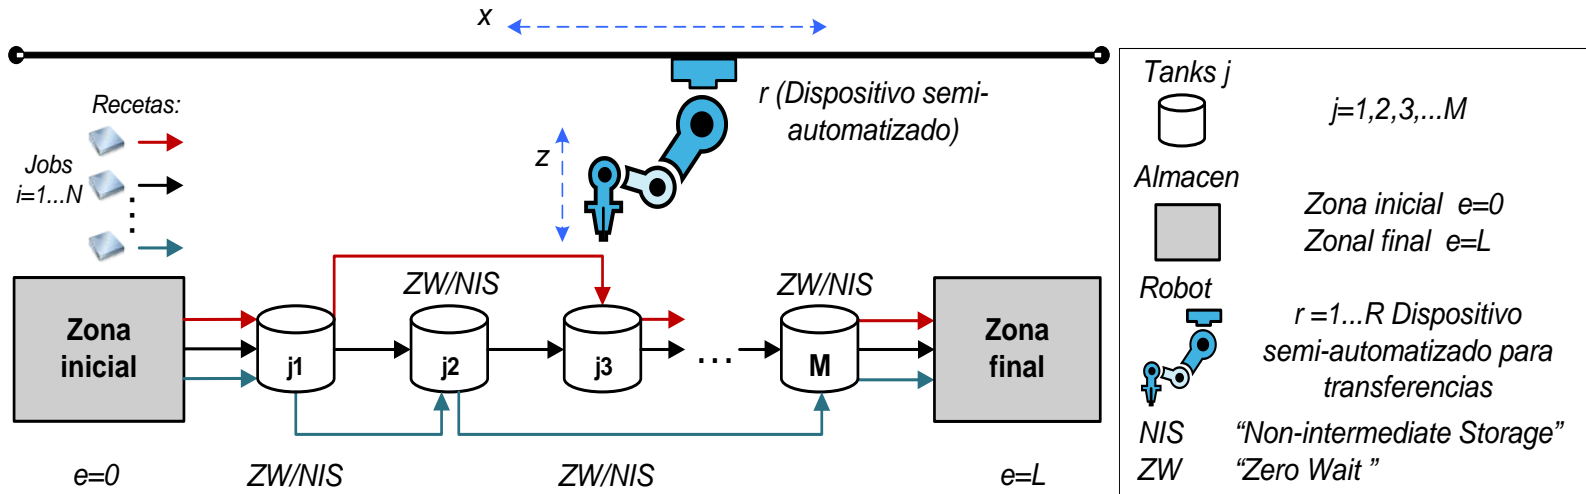 x
r (Dispositivo semi-
automatizado)
z
Recetas:
Jobs
i=1...N
ZW/NIS
ZW/NIS
Zona
inicial
j1
j2
j3
...
M
Zona
final
e=0
ZW/NIS
ZW/NIS
e=L
Tanks j
j=1,2,3,...M
Almacen
Zona inicial e=0
Zonal final e=L
Robot
r =1...R Dispositivo
semi-automatizado para
transferencias
NIS “Non-intermediate Storage”
ZW “Zero Wait ”